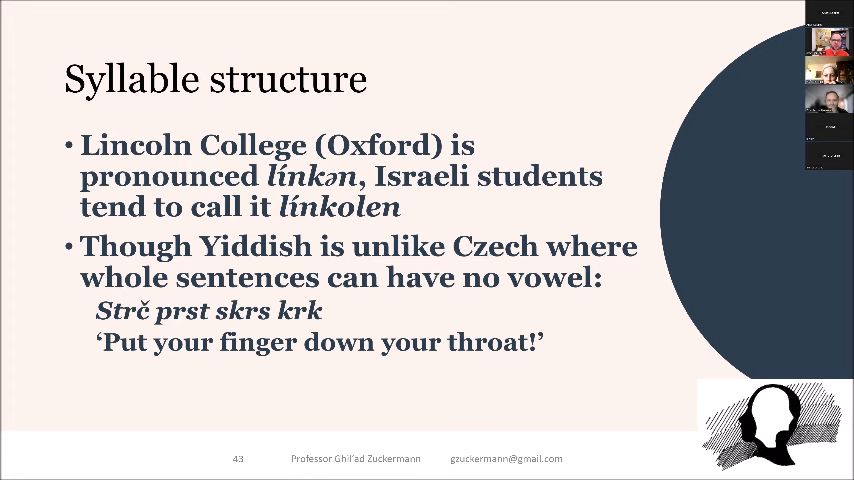 Syllable structure
• Lincoln College (Oxford) is
pronounced línkən, Israeli students
tend to call it línkolen
• Though Yiddish is unlike Czech where
whole sentences can have no vowel:
Strč prst skrs krk
‘Put your finger down your throat!’
43 Professor Ghil‘ad Zuckermann gzuckermann@gmail.com